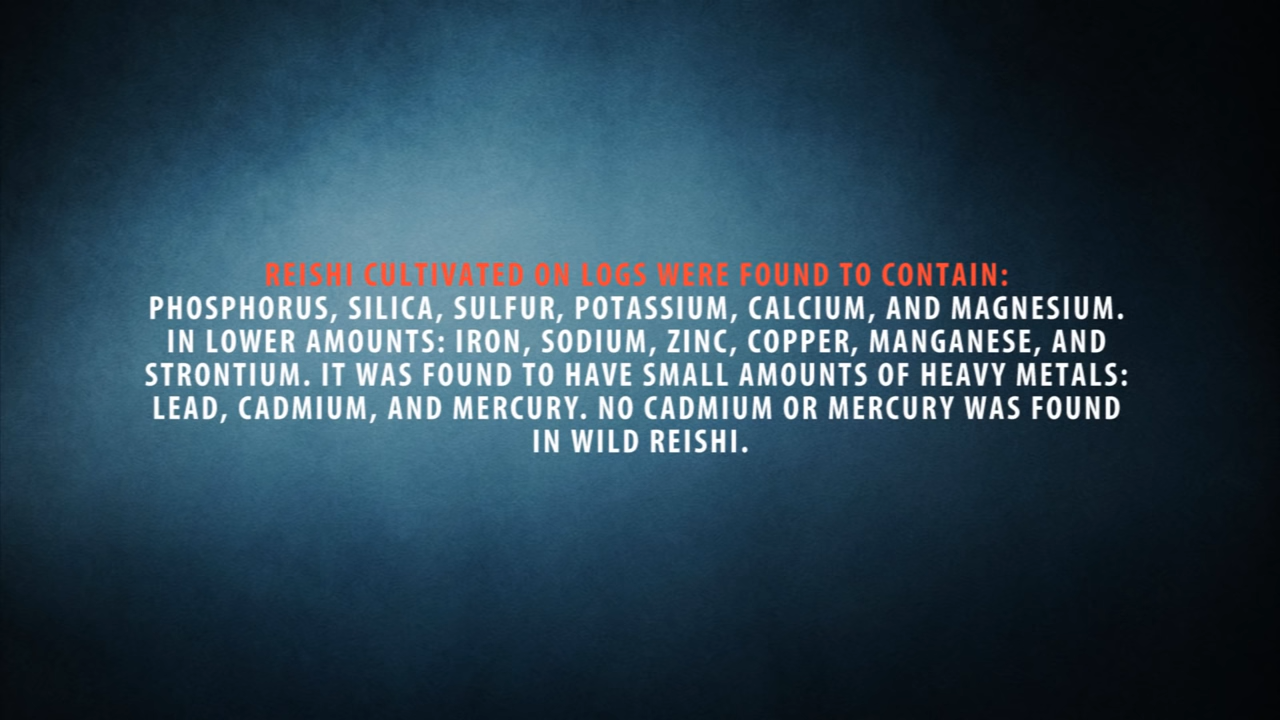 REISHI CULTIVATED ON LOGS WERE FOUND TO CONTAIN:
PHOSPHORUS, SILICA, SULFUR, POTASSIUM, CALCIUM, AND MAGNESIUM.
IN LOWER AMOUNTS: IRON, SODIUM, ZINC, COPPER, MANGANESE, AND
STRONTIUM. IT WAS FOUND TO HAVE SMALL AMOUNTS OF HEAVY METALS:
LEAD, CADMIUM, AND MERCURY. NO CADMIUM OR MERCURY WAS FOUND
IN WILD REISHI.